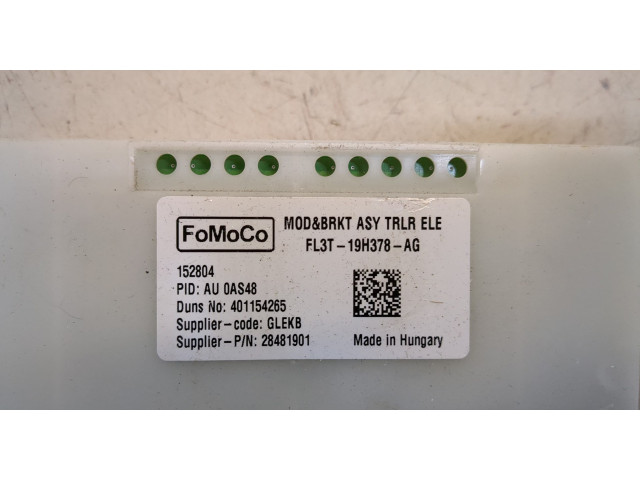 FoMoCo
MOD&BRKT ASY TRLR ELE
FL3T-19H378-AG
152804
PID: AU 0AS48
Duns No: 401154265
Supplier-code: GLEKB
Supplier-P/N: 28481901
Made in Hungary